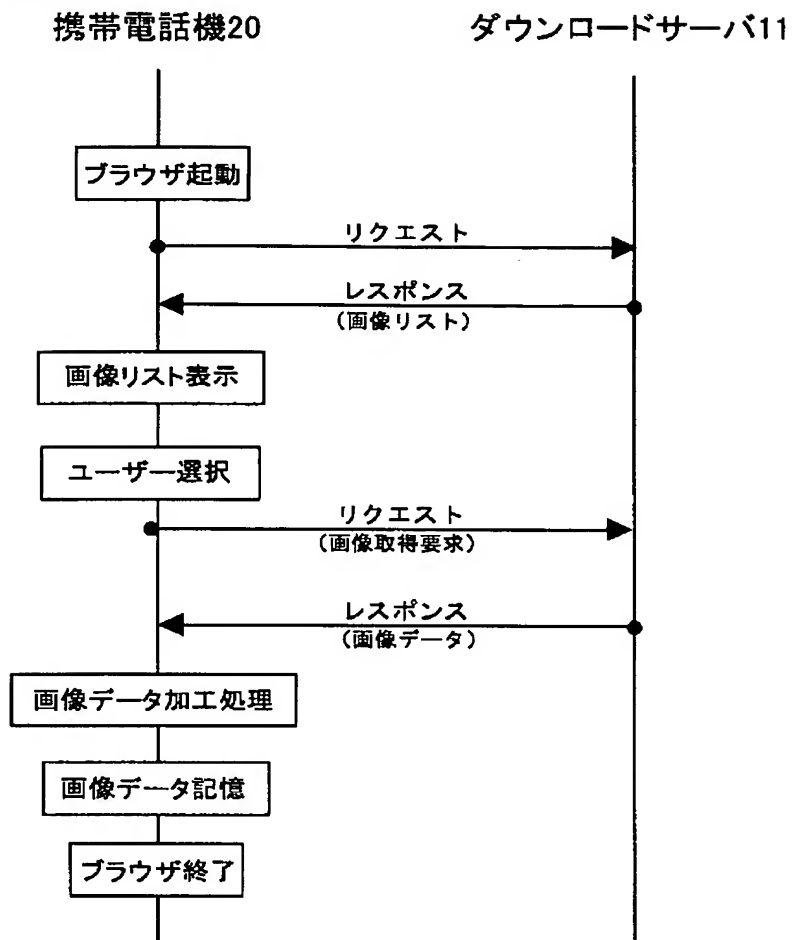 携帯電話機20
ダウンロードサーバ11
ブラウザ起動
リクエスト
レスポンス
(画像リスト)
画像リスト表示
ユーザー選択
リクエスト
(画像取得要求)
レスポンス
(画像データ)
画像データ加工処理
画像データ記憶
ブラウザ終了